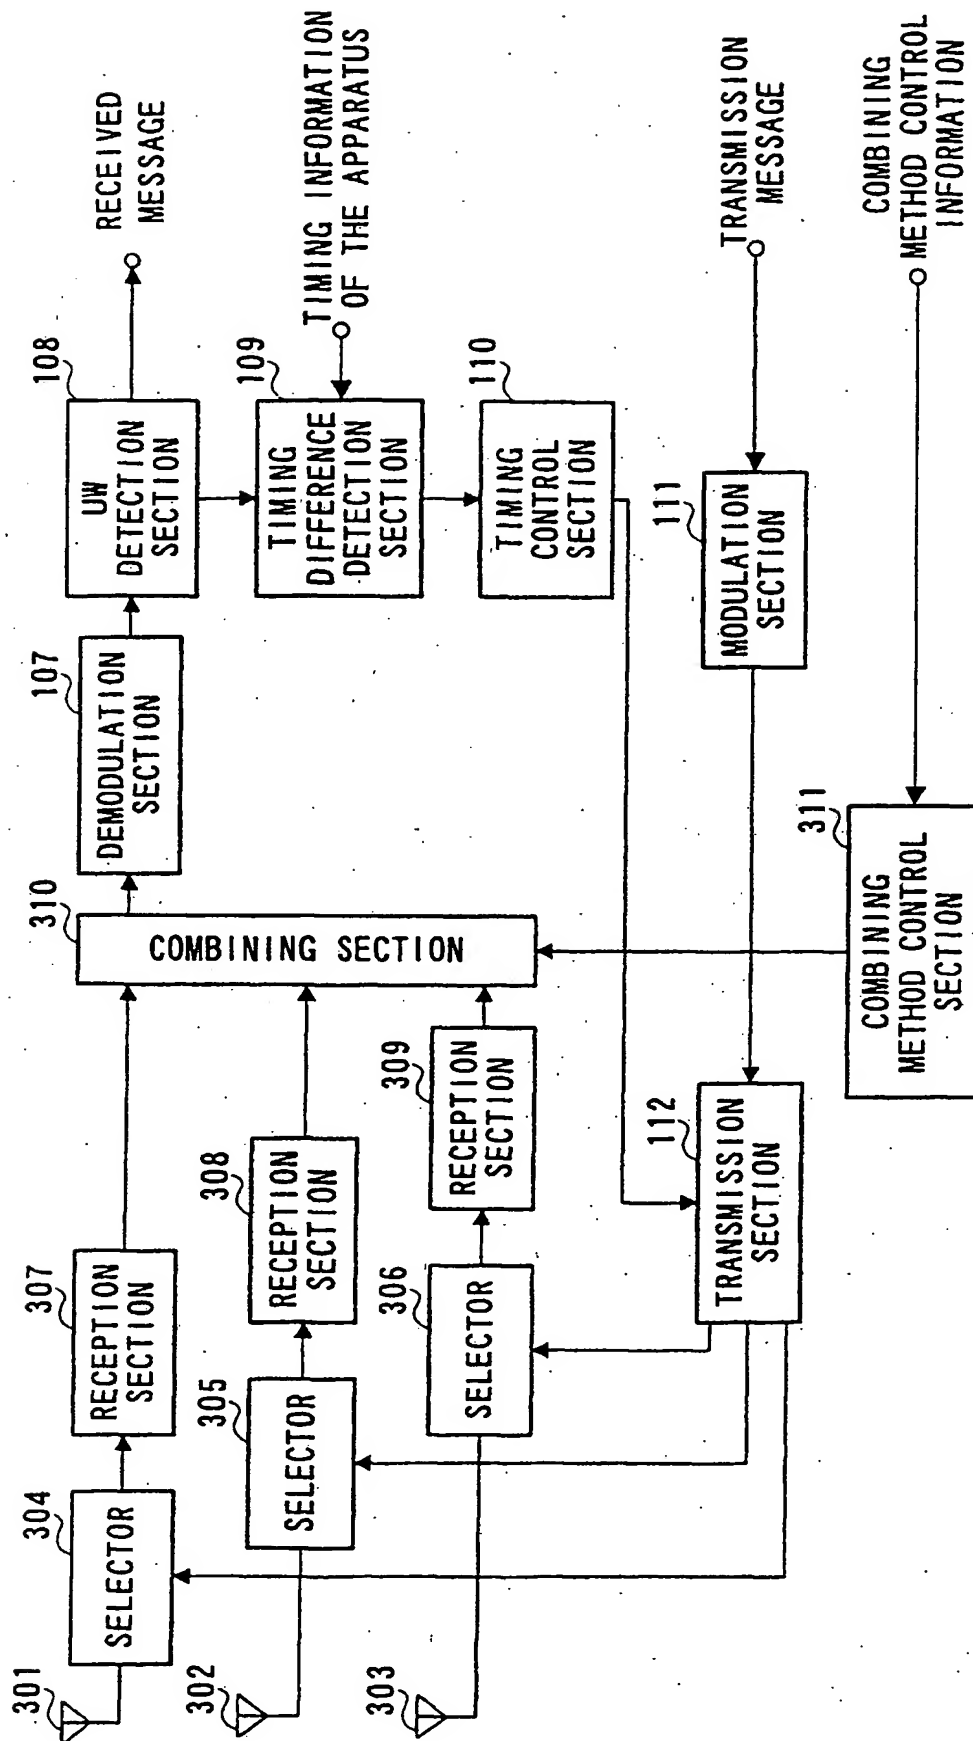 301
304
SELECTOR
307
RECEPTION
SECTION
310
COMBINING SECTION
107
DEMODULATION
SECTION
108
UW
DETECTION
SECTION
RECEIVED
MESSAGE
302
305
SELECTOR
308
RECEPTION
SECTION
109
TIMING
DIFFERENCE
DETECTION
SECTION
TIMING INFORMATION
OF THE APPARATUS
303
306
SELECTOR
309
RECEPTION
SECTION
110
TIMING
CONTROL
SECTION
112
TRANSMISSION
SECTION
111
MODULATION
SECTION
TRANSMISSION
MESSAGE
311
COMBINING
METHOD CONTROL
SECTION
COMBINING
METHOD CONTROL
INFORMATION